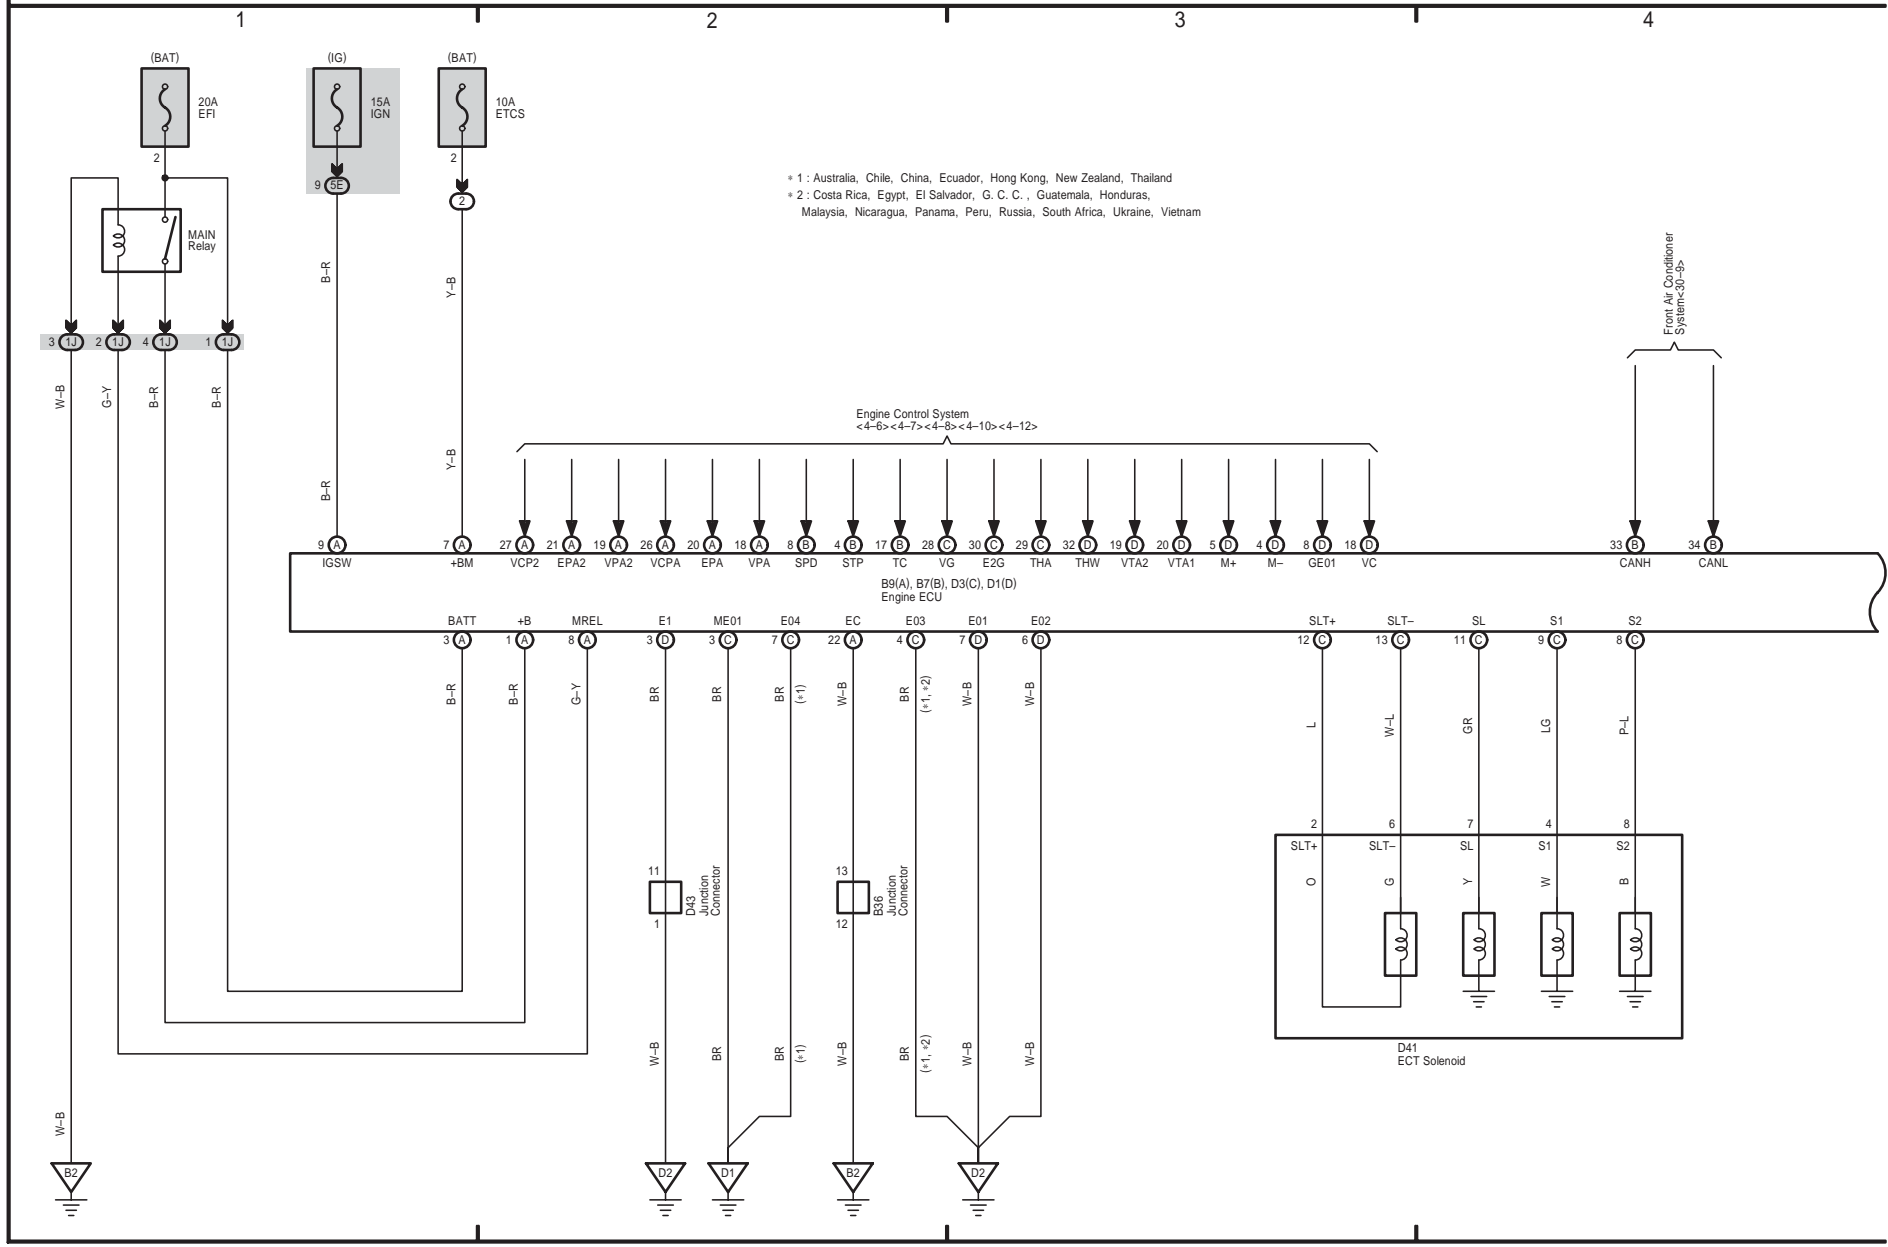 1 2 3 4
(BAT) (IG) (BAT)
20A
EFI
15A
IGN
10A
ETCS
2 2
9 5E
2
∗ 1 : Australia, Chile, China, Ecuador, Hong Kong, New Zealand, Thailand
∗ 2 : Costa Rica, Egypt, El Salvador, G. C. C. , Guatemala, Honduras,
Malaysia, Nicaragua, Panama, Peru, Russia, South Africa, Ukraine, Vietnam
MAIN
Relay
B–R Y–B
Front Air Conditioner
System<30–9>
3 1J 2 1J 4 1J 1 1J
W–B G–Y B–R B–R
Engine Control System
<4–6><4–7><4–8><4–10><4–12>
B–R Y–B
9 A 7 A 27 A 21 A 19 A 26 A 20 A 18 A 8 B 4 B 17 B 28 C 30 C 29 C 32 D 19 D 20 D 5 D 4 D 8 D 18 D 33 B 34 B
IGSW +BM VCP2 EPA2 VPA2 VCPA EPA VPA SPD STP TC VG E2G THA THW VTA2 VTA1 M+ M– GE01 VC CANH CANL
B9(A), B7(B), D3(C), D1(D)
Engine ECU
BATT +B MREL E1 ME01 E04 EC E03 E01 E02 SLT+ SLT– SL S1 S2
3 A 1 A 8 A 3 D 3 C 7 C 22 A 4 C 7 D 6 D 12 C 13 C 11 C 9 C 8 C
B–R B–R G–Y BR BR BR (∗1) W–B BR (∗1, ∗2) W–B W–B L W–L GR LG P–L
2 6 7 4 8
SLT+ SLT– SL S1 S2
O G Y W B
11 13
D43
Junction
Connector
B36
Junction
Connector
1 12
D41
ECT Solenoid
W–B BR BR (∗1) W–B BR (∗1, ∗2) W–B W–B
W–B
B2 D2 D1 B2 D2